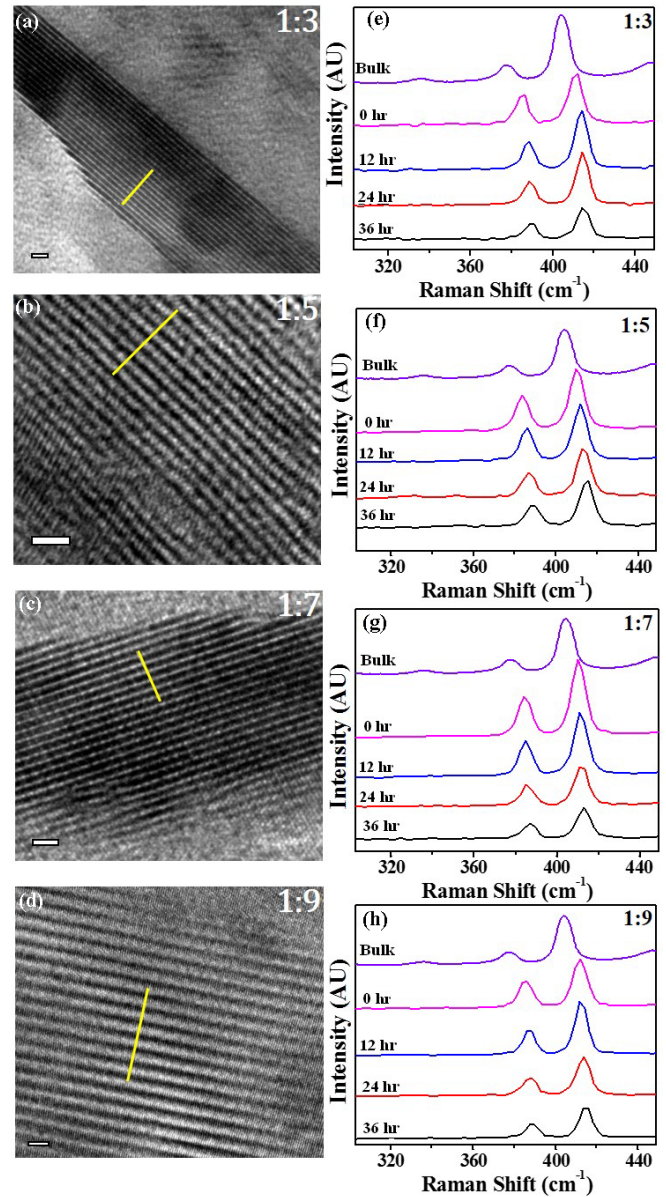 (a) 1:3
(e) 1:3
Bulk
0 hr
12 hr
24 hr
36 hr
Intensity (AU)
320 360 400 440
Raman Shift (cm-1)
(b) 1:5
(f) 1:5
Bulk
0 hr
12 hr
24 hr
36 hr
Intensity (AU)
320 360 400 440
Raman Shift (cm-1)
(c) 1:7
(g) 1:7
Bulk
0 hr
12 hr
24 hr
36 hr
Intensity (AU)
320 360 400 440
Raman Shift (cm-1)
(d) 1:9
(h) 1:9
Bulk
0 hr
12 hr
24 hr
36 hr
Intensity (AU)
320 360 400 440
Raman Shift (cm-1)